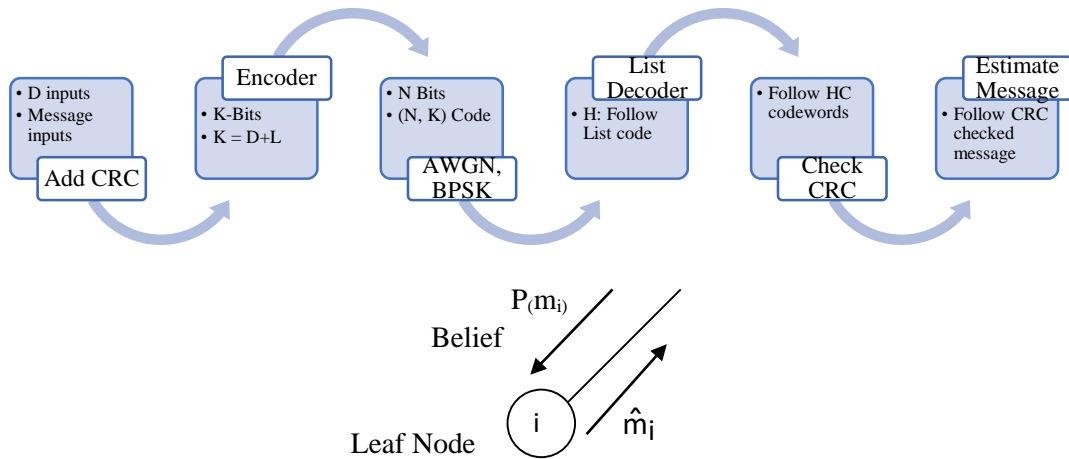 • D inputs
• Message
inputs
Add CRC
Encoder
• K-Bits
• K = D+L
• N Bits
• (N, K) Code
AWGN,
BPSK
List
Decoder
• H: Follow
List code
• Follow HC
codewords
Check
CRC
Estimate
Message
• Follow CRC
checked
message
P(mi)
Belief
i
m̂i
Leaf Node